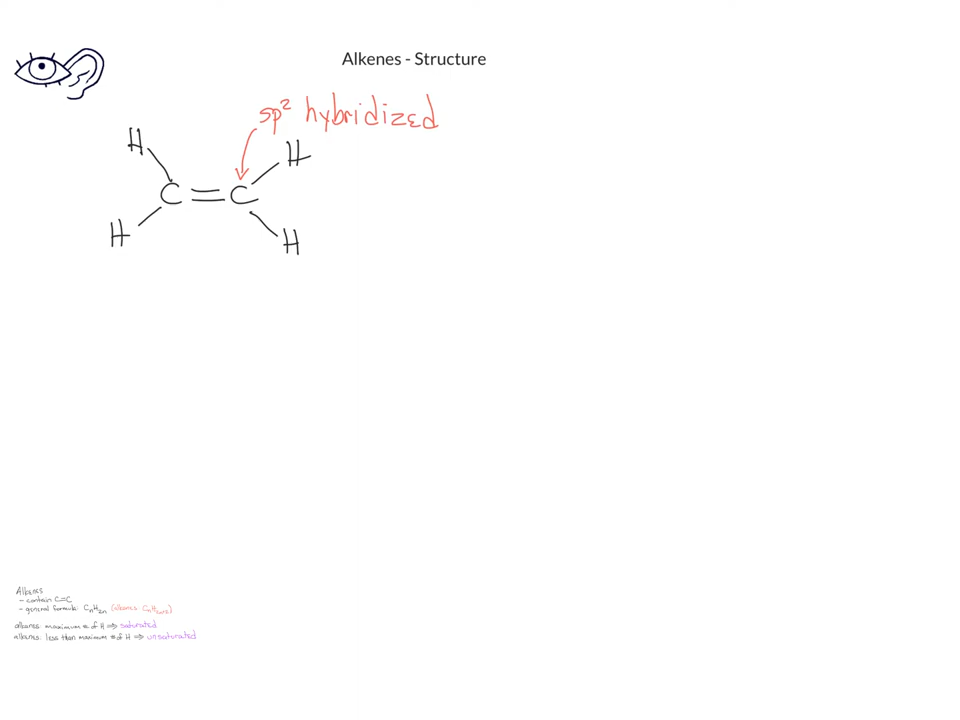 Alkenes - Structure
sp² hybridized
H
H
C = C
H
H
Alkenes
- contain C=C
- general formula: CnH2n (alkanes CnH2n+2)
alkanes: maximum # of H ⇒ saturated
alkenes: less than maximum # of H ⇒ unsaturated